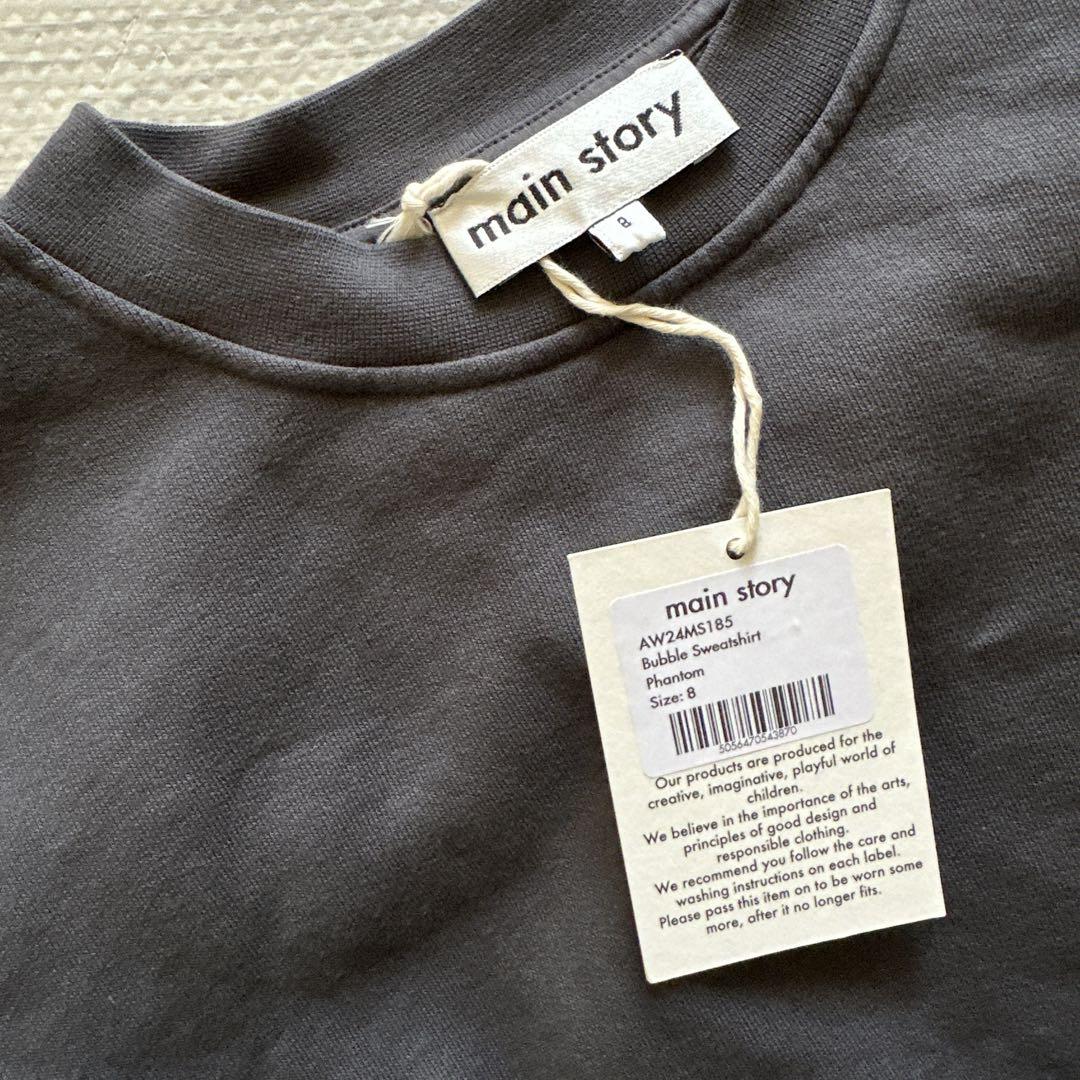 main story
8
main story
AW24MS185
Bubble Sweatshirt
Phantom
Size: 8
5056470543870
Our products are produced for the
creative, imaginative, playful world of
children.
We believe in the importance of the arts,
principles of good design and
responsible clothing.
We recommend you follow the care and
washing instructions on each label.
Please pass this item on to be worn some
more, after it no longer fits.